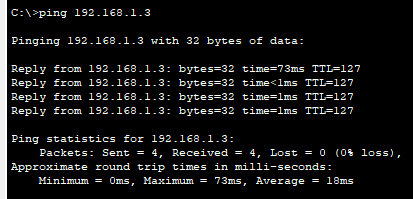 C:\>ping 192.168.1.3
Pinging 192.168.1.3 with 32 bytes of data:
Reply from 192.168.1.3: bytes=32 time=73ms TTL=127
Reply from 192.168.1.3: bytes=32 time<1ms TTL=127
Reply from 192.168.1.3: bytes=32 time=1ms TTL=127
Reply from 192.168.1.3: bytes=32 time=1ms TTL=127
Ping statistics for 192.168.1.3:
Packets: Sent = 4, Received = 4, Lost = 0 (0% loss),
Approximate round trip times in milli-seconds:
Minimum = 0ms, Maximum = 73ms, Average = 18ms